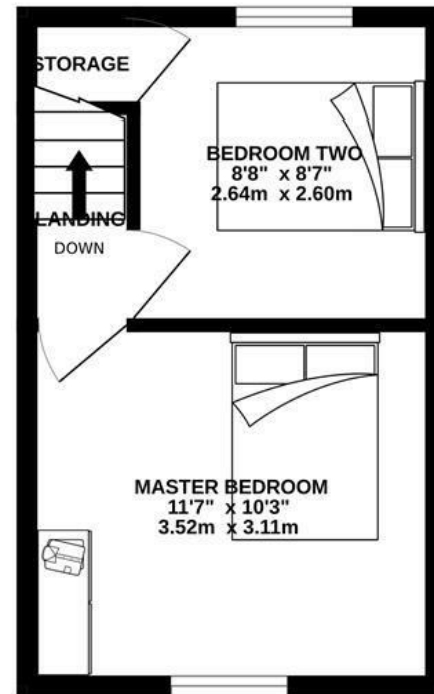 STORAGE
BEDROOM TWO
8'8" x 8'7"
2.64m x 2.60m
LANDING
DOWN
MASTER BEDROOM
11'7" x 10'3"
3.52m x 3.11m